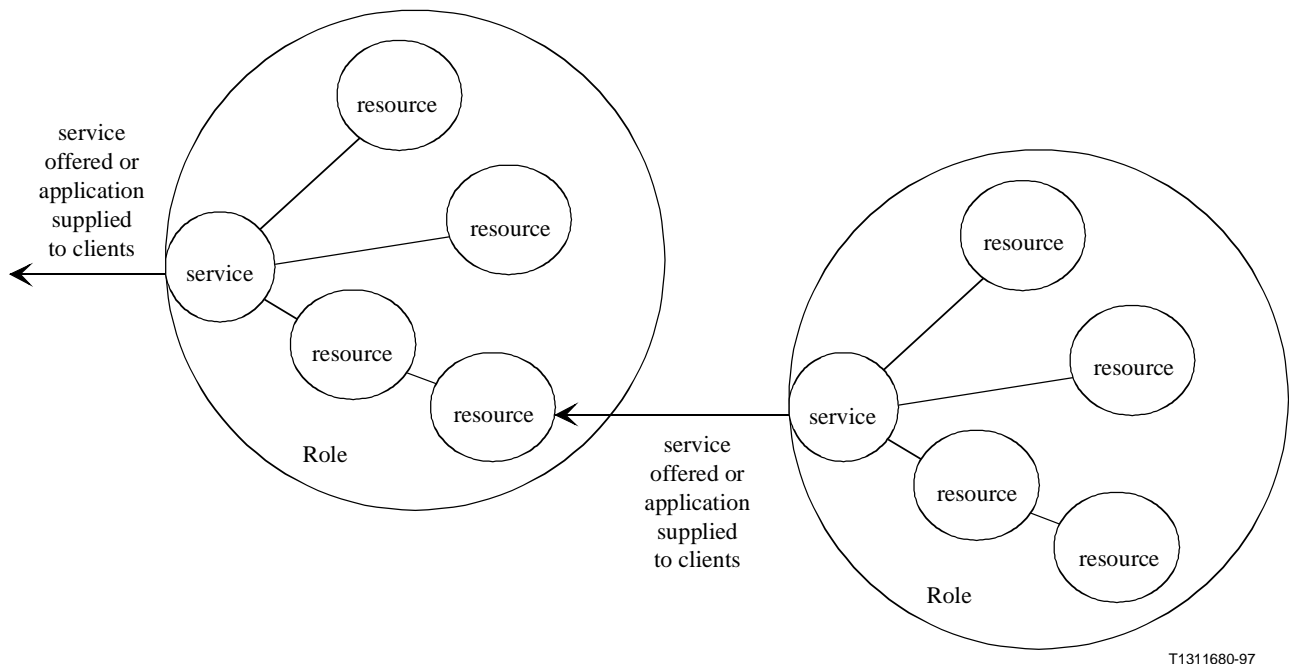 resource
service
offered or
application
supplied
to clients
resource
service
resource
resource
Role
resource
resource
service
service
offered or
application
supplied
to clients
resource
resource
Role
T1311680-97